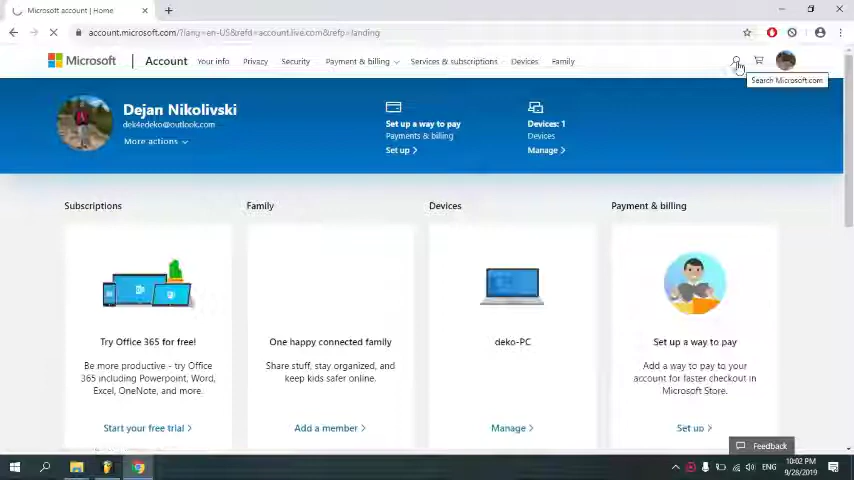 Microsoft account | Home
account.microsoft.com/?lang=en-US&refd=account.live.com&refp=landing
Microsoft Account Your info Privacy Security Payment & billing Services & subscriptions Devices Family
Search Microsoft.com
Dejan Nikolivski
dek4edeko@outlook.com
More actions
Set up a way to pay
Payments & billing
Set up
Devices: 1
Devices
Manage
Subscriptions Family Devices Payment & billing
Try Office 365 for free!
Be more productive - try Office
365 including Powerpoint, Word,
Excel, OneNote, and more.
Start your free trial
One happy connected family
Share stuff, stay organized, and
keep kids safer online.
Add a member
deko-PC
Manage
Set up a way to pay
Add a way to pay to your
account for faster checkout in
Microsoft Store.
Set up
Feedback
ENG
10:02 PM
9/28/2019